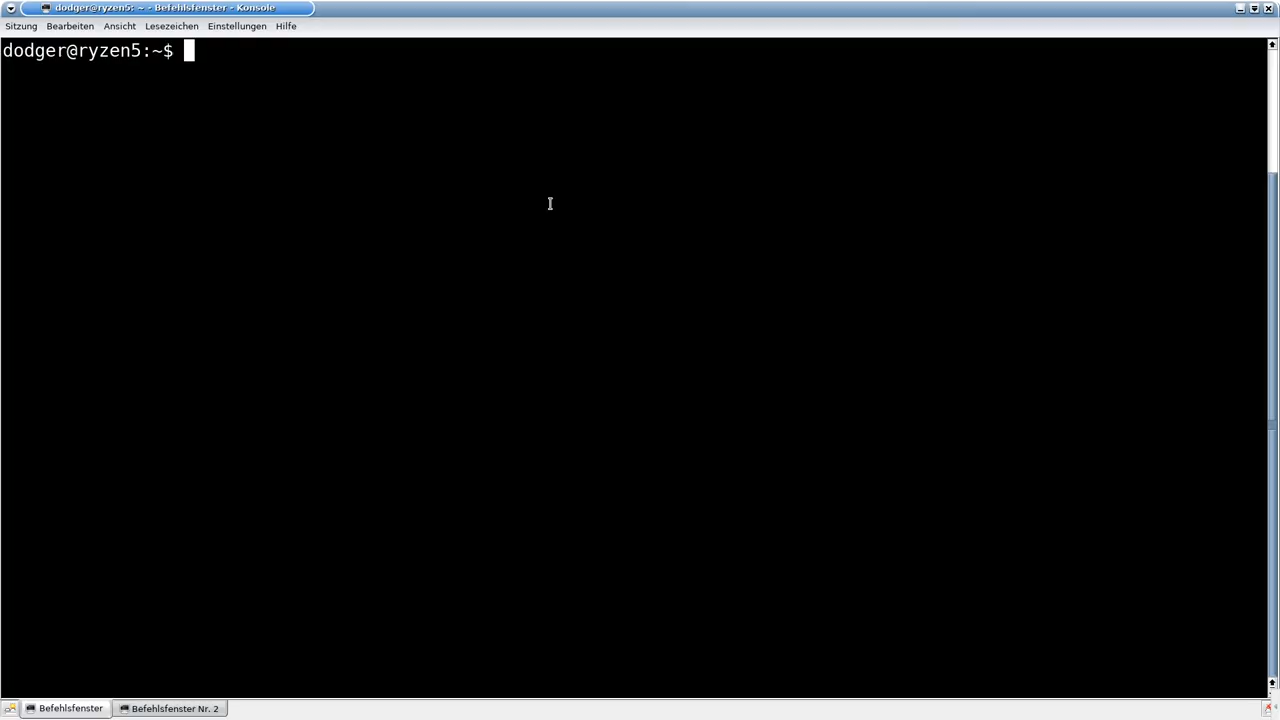 dodger@ryzen5: ~ - Befehlsfenster - Konsole
Sitzung Bearbeiten Ansicht Lesezeichen Einstellungen Hilfe
dodger@ryzen5:~$
Befehlsfenster Befehlsfenster Nr. 2